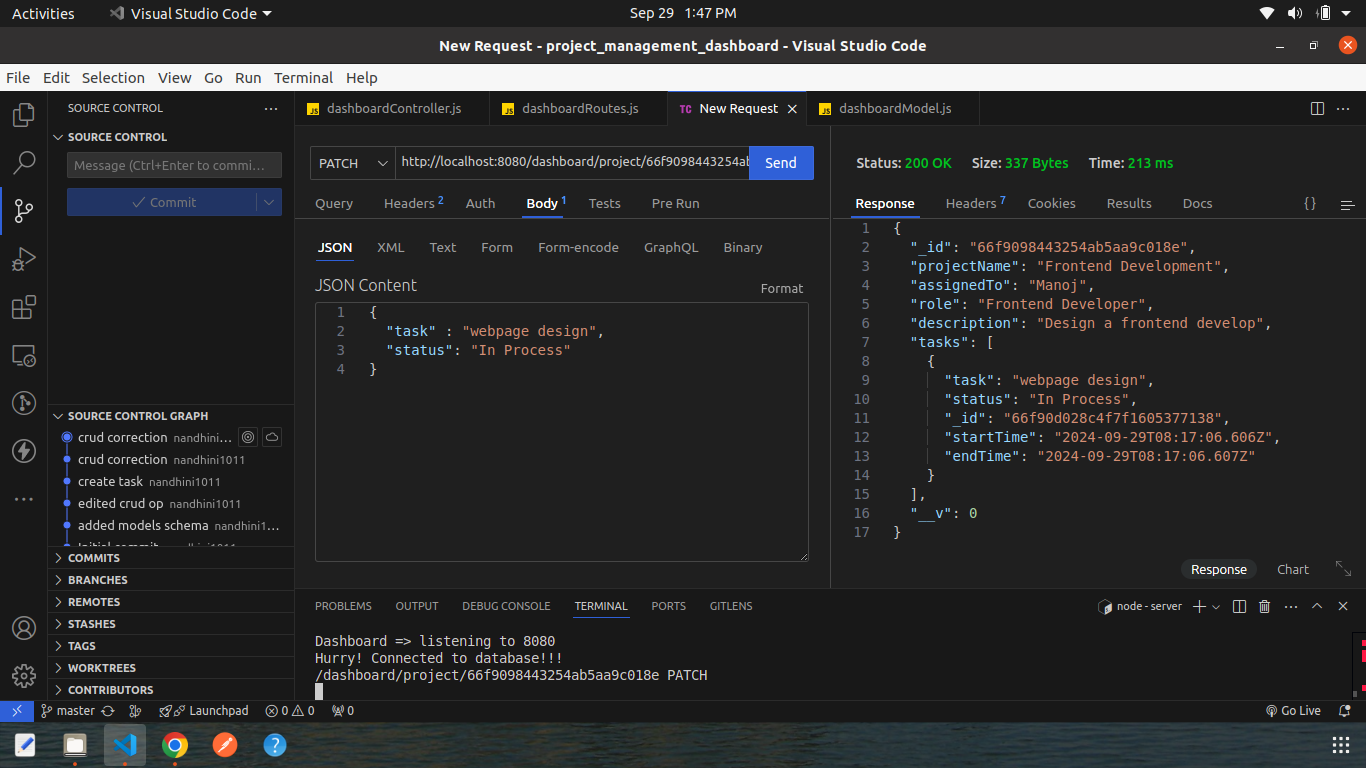 Activities
Visual Studio Code
Sep 29 1:47 PM
New Request - project_management_dashboard - Visual Studio Code
File Edit Selection View Go Run Terminal Help
SOURCE CONTROL
SOURCE CONTROL
Message (Ctrl+Enter to commi...
Commit
SOURCE CONTROL GRAPH
crud correction nandhini...
crud correction nandhini1011
create task nandhini1011
edited crud op nandhini1011
added models schema nandhini1...
Initial commit
COMMITS
BRANCHES
REMOTES
STASHES
TAGS
WORKTREES
CONTRIBUTORS
JS dashboardController.js
JS dashboardRoutes.js
TC New Request
JS dashboardModel.js
PATCH
http://localhost:8080/dashboard/project/66f9098443254ab
Send
Query Headers 2 Auth Body 1 Tests Pre Run
JSON XML Text Form Form-encode GraphQL Binary
JSON Content
Format
1 {
2 "task" : "webpage design",
3 "status": "In Process"
4 }
Status: 200 OK Size: 337 Bytes Time: 213 ms
Response Headers 7 Cookies Results Docs { }
1 {
2 "_id": "66f9098443254ab5aa9c018e",
3 "projectName": "Frontend Development",
4 "assignedTo": "Manoj",
5 "role": "Frontend Developer",
6 "description": "Design a frontend develop",
7 "tasks": [
8 {
9 "task": "webpage design",
10 "status": "In Process",
11 "_id": "66f90d028c4f7f1605377138",
12 "startTime": "2024-09-29T08:17:06.606Z",
13 "endTime": "2024-09-29T08:17:06.607Z"
14 }
15 ],
16 "__v": 0
17 }
Response Chart
PROBLEMS OUTPUT DEBUG CONSOLE TERMINAL PORTS GITLENS
node - server
Dashboard => listening to 8080
Hurry! Connected to database!!!
/dashboard/project/66f9098443254ab5aa9c018e PATCH
master
Launchpad
0 0
0
Go Live